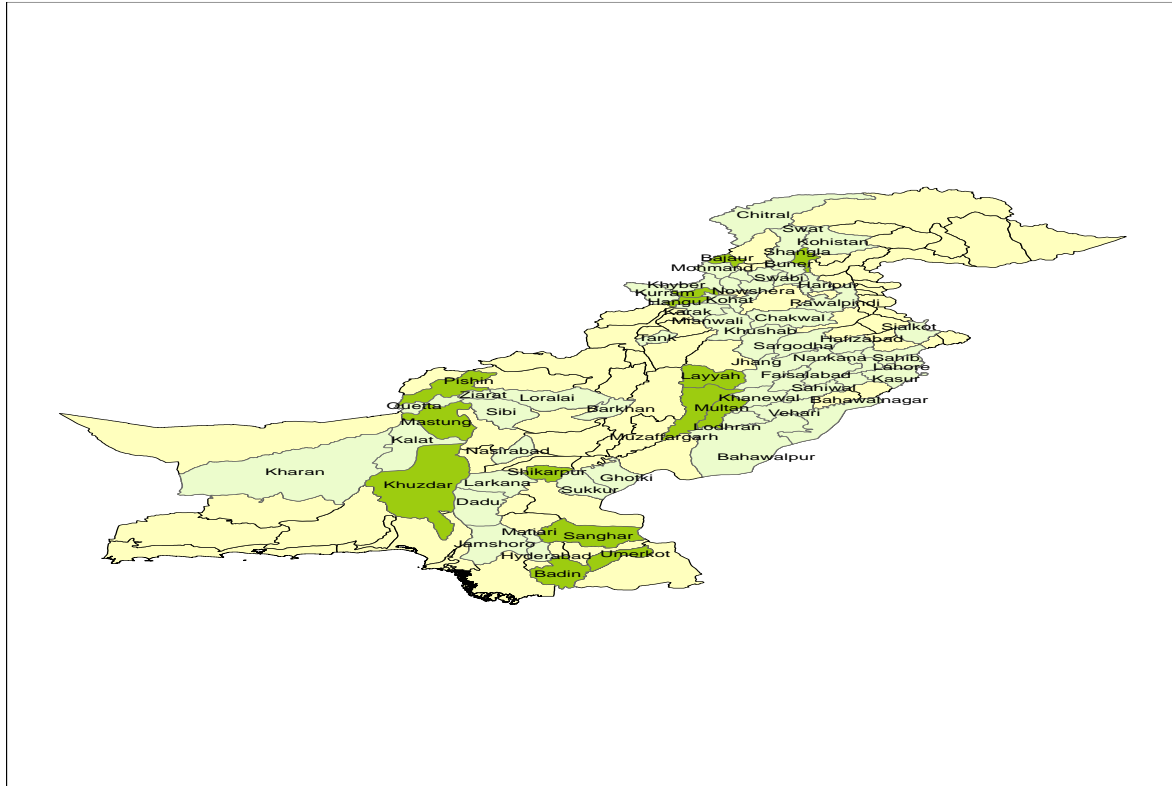 Chitral
Swat
Kohistan
Shangla
Bajaur
Buner
Mohmand
Swabi
Khyber
Haripur
Nowshera
Kurram
Hangu
Kohat
Rawalpindi
Karak
Mianwali
Chakwal
Sialkot
Khushab
Tank
Hafizabad
Sargodha
Nankana
Sahib
Jhang
Lahore
Layyah
Faisalabad
Kasur
Pishin
Sahiwal
Ziarat
Loralai
Khanewal
Bahawalnagar
Quetta
Sibi
Barkhan
Multan
Vehari
Mastung
Lodhran
Kalat
Muzaffargarh
Nasirabad
Bahawalpur
Kharan
Shikarpur
Ghotki
Khuzdar
Larkana
Sukkur
Dadu
Matiari
Sanghar
Jamshoro
Hyderabad
Umerkot
Badin